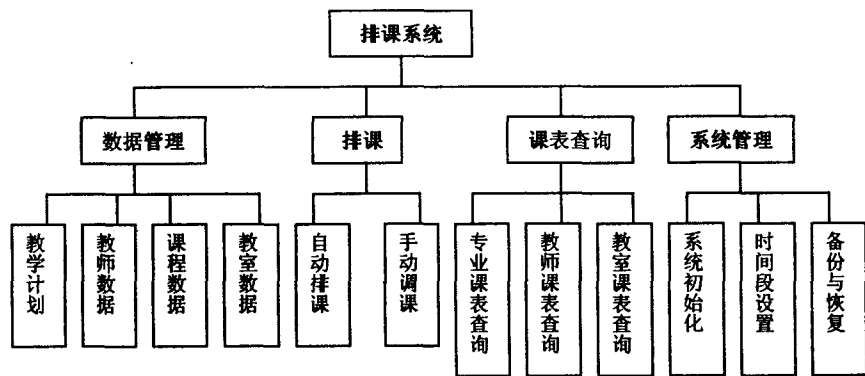 排课系统
数据管理
排课
课表查询
系统管理
教学计划
教师数据
课程数据
教室数据
自动排课
手动调课
专业课表查询
教师课表查询
教室课表查询
系统初始化
时间段设置
备份与恢复